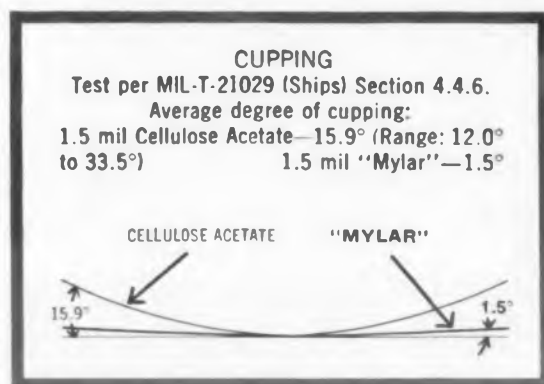 CUPPING
Test per MIL-T-21029 (Ships) Section 4.4.6.
Average degree of cupping:
1.5 mil Cellulose Acetate—15.9° (Range: 12.0°
to 33.5°) 1.5 mil "Mylar"—1.5°
CELLULOSE ACETATE "MYLAR"
15.9° 1.5°